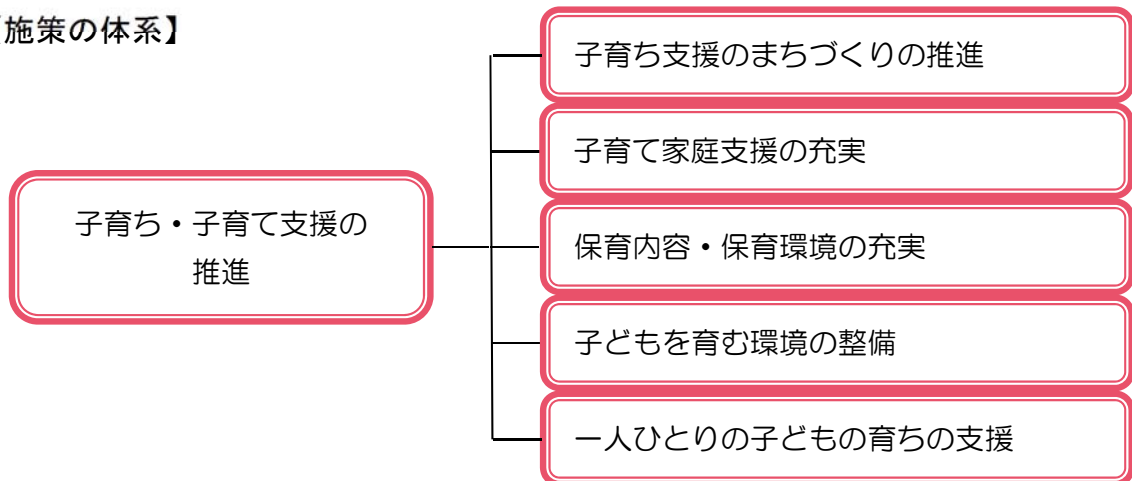 施策の体系】
子育ち・子育て支援の
推進
子育ち支援のまちづくりの推進
子育て家庭支援の充実
保育内容・保育環境の充実
子どもを育む環境の整備
一人ひとりの子どもの育ちの支援